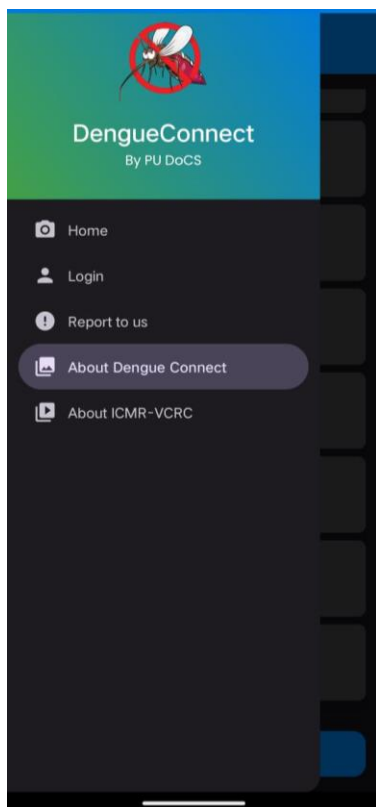 DengueConnect
By PU DoCS
Home
Login
Report to us
About Dengue Connect
About ICMR-VCRC